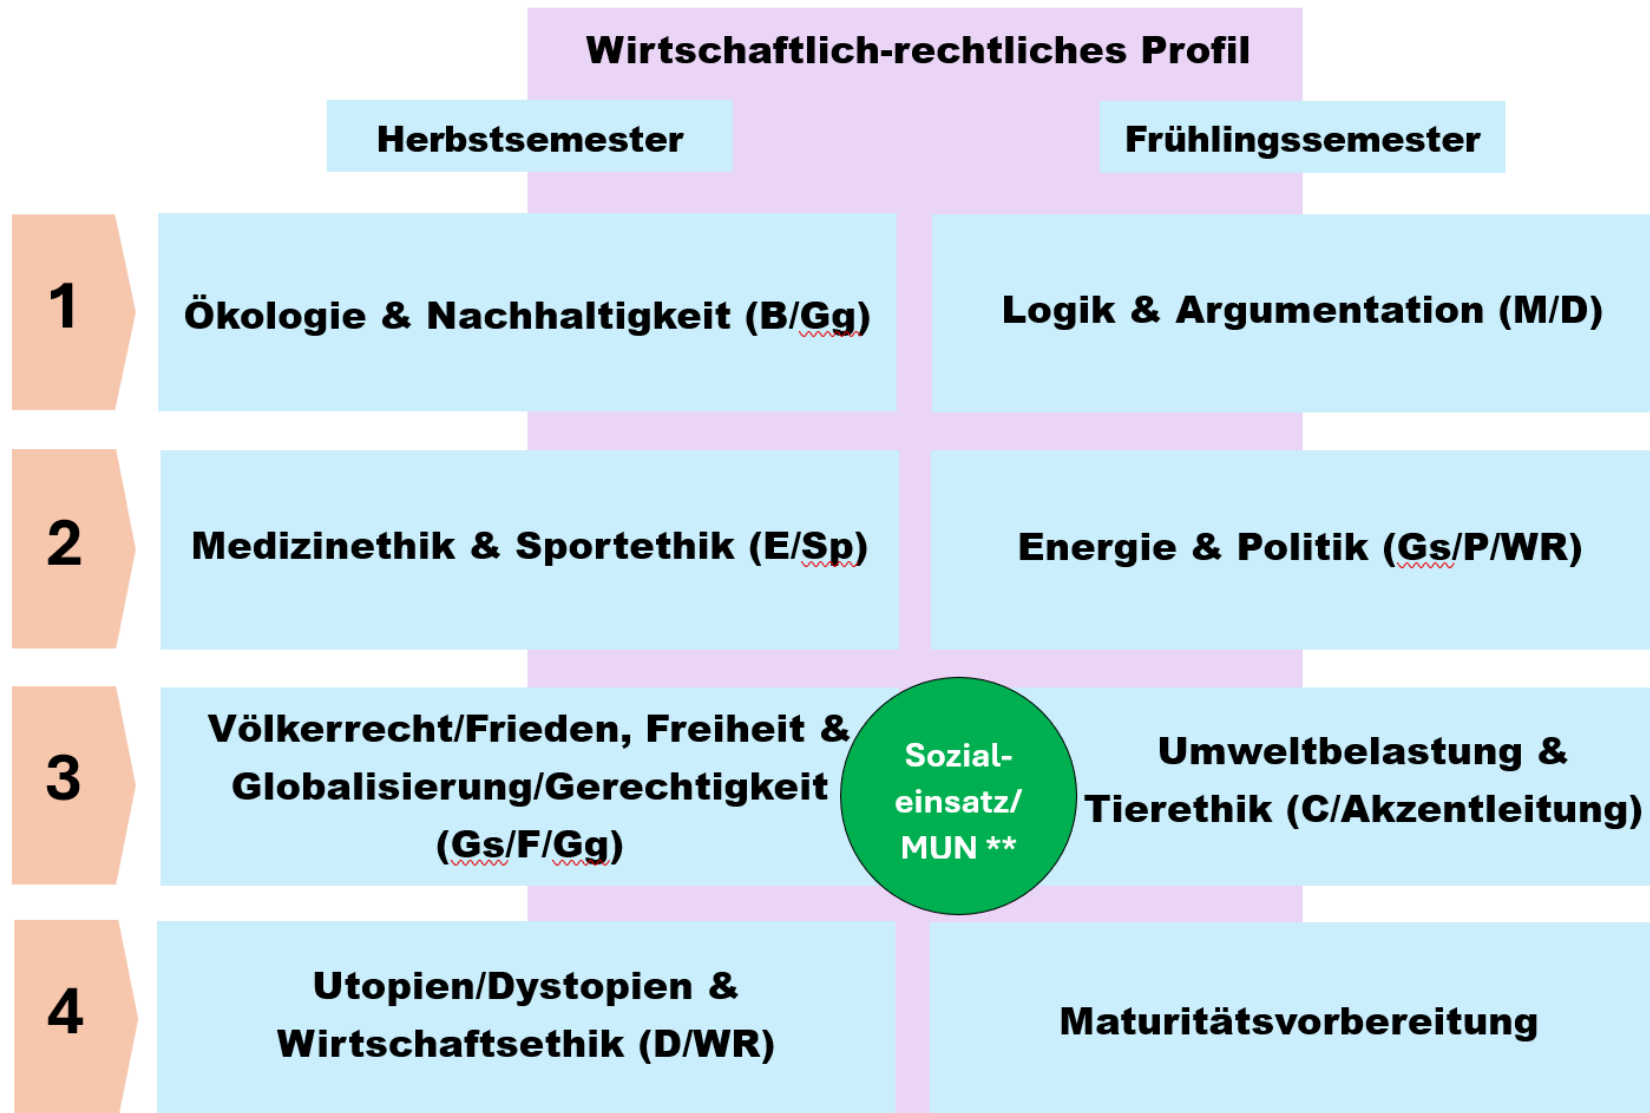 Wirtschaftlich-rechtliches Profil
Herbstsemester
Frühlingssemester
1
Ökologie & Nachhaltigkeit (B/Gg)
Logik & Argumentation (M/D)
2
Medizinethik & Sportethik (E/Sp)
Energie & Politik (Gs/P/WR)
3
Völkerrecht/Frieden, Freiheit &
Globalisierung/Gerechtigkeit
(Gs/F/Gg)
Sozial-
einsatz/
MUN **
Umweltbelastung &
Tierethik (C/Akzentleitung)
4
Utopien/Dystopien &
Wirtschaftsethik (D/WR)
Maturitätsvorbereitung